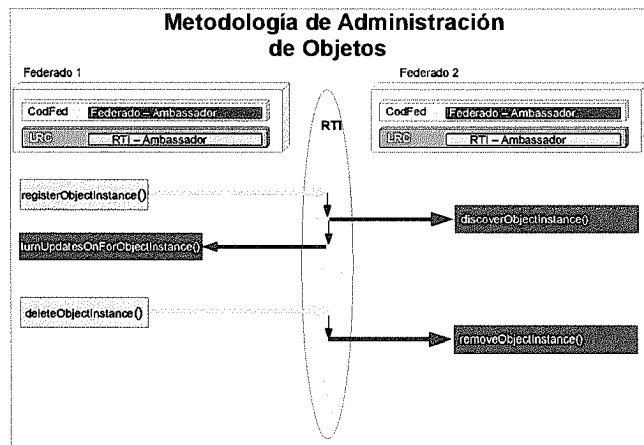 Metodología de Administración
de Objetos
Federado 1
Federado 2
CodFed
Federado – Ambassador
LRC
RTI – Ambassador
RTI
CodFed
Federado – Ambassador
LRC
RTI – Ambassador
registerObjectInstance()
discoverObjectInstance()
turnUpdatesOnForObjectInstance()
deleteObjectInstance()
removeObjectInstance()